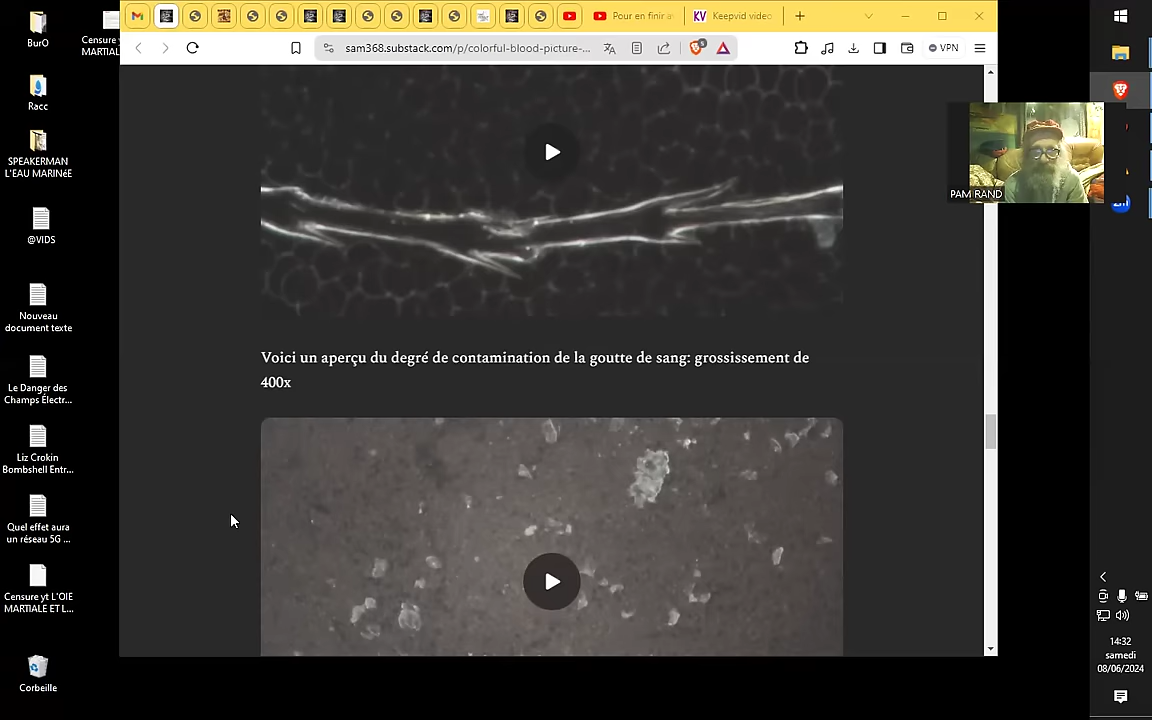 Pour en finir a
Keepvid video
sam368.substack.com/p/colorful-blood-picture-...
VPN
BurO
Censure
MARTIALE
Racc
SPEAKERMAN
L'EAU MARINéE
@VIDS
Nouveau
document texte
Le Danger des
Champs Électr...
Liz Crokin
Bombshell Entr...
Quel effet aura
un réseau 5G ...
Censure yt L'OIE
MARTIALE ET L...
Corbeille
PAM RAND
Voici un aperçu du degré de contamination de la goutte de sang: grossissement de
400x
14:32
samedi
08/06/2024